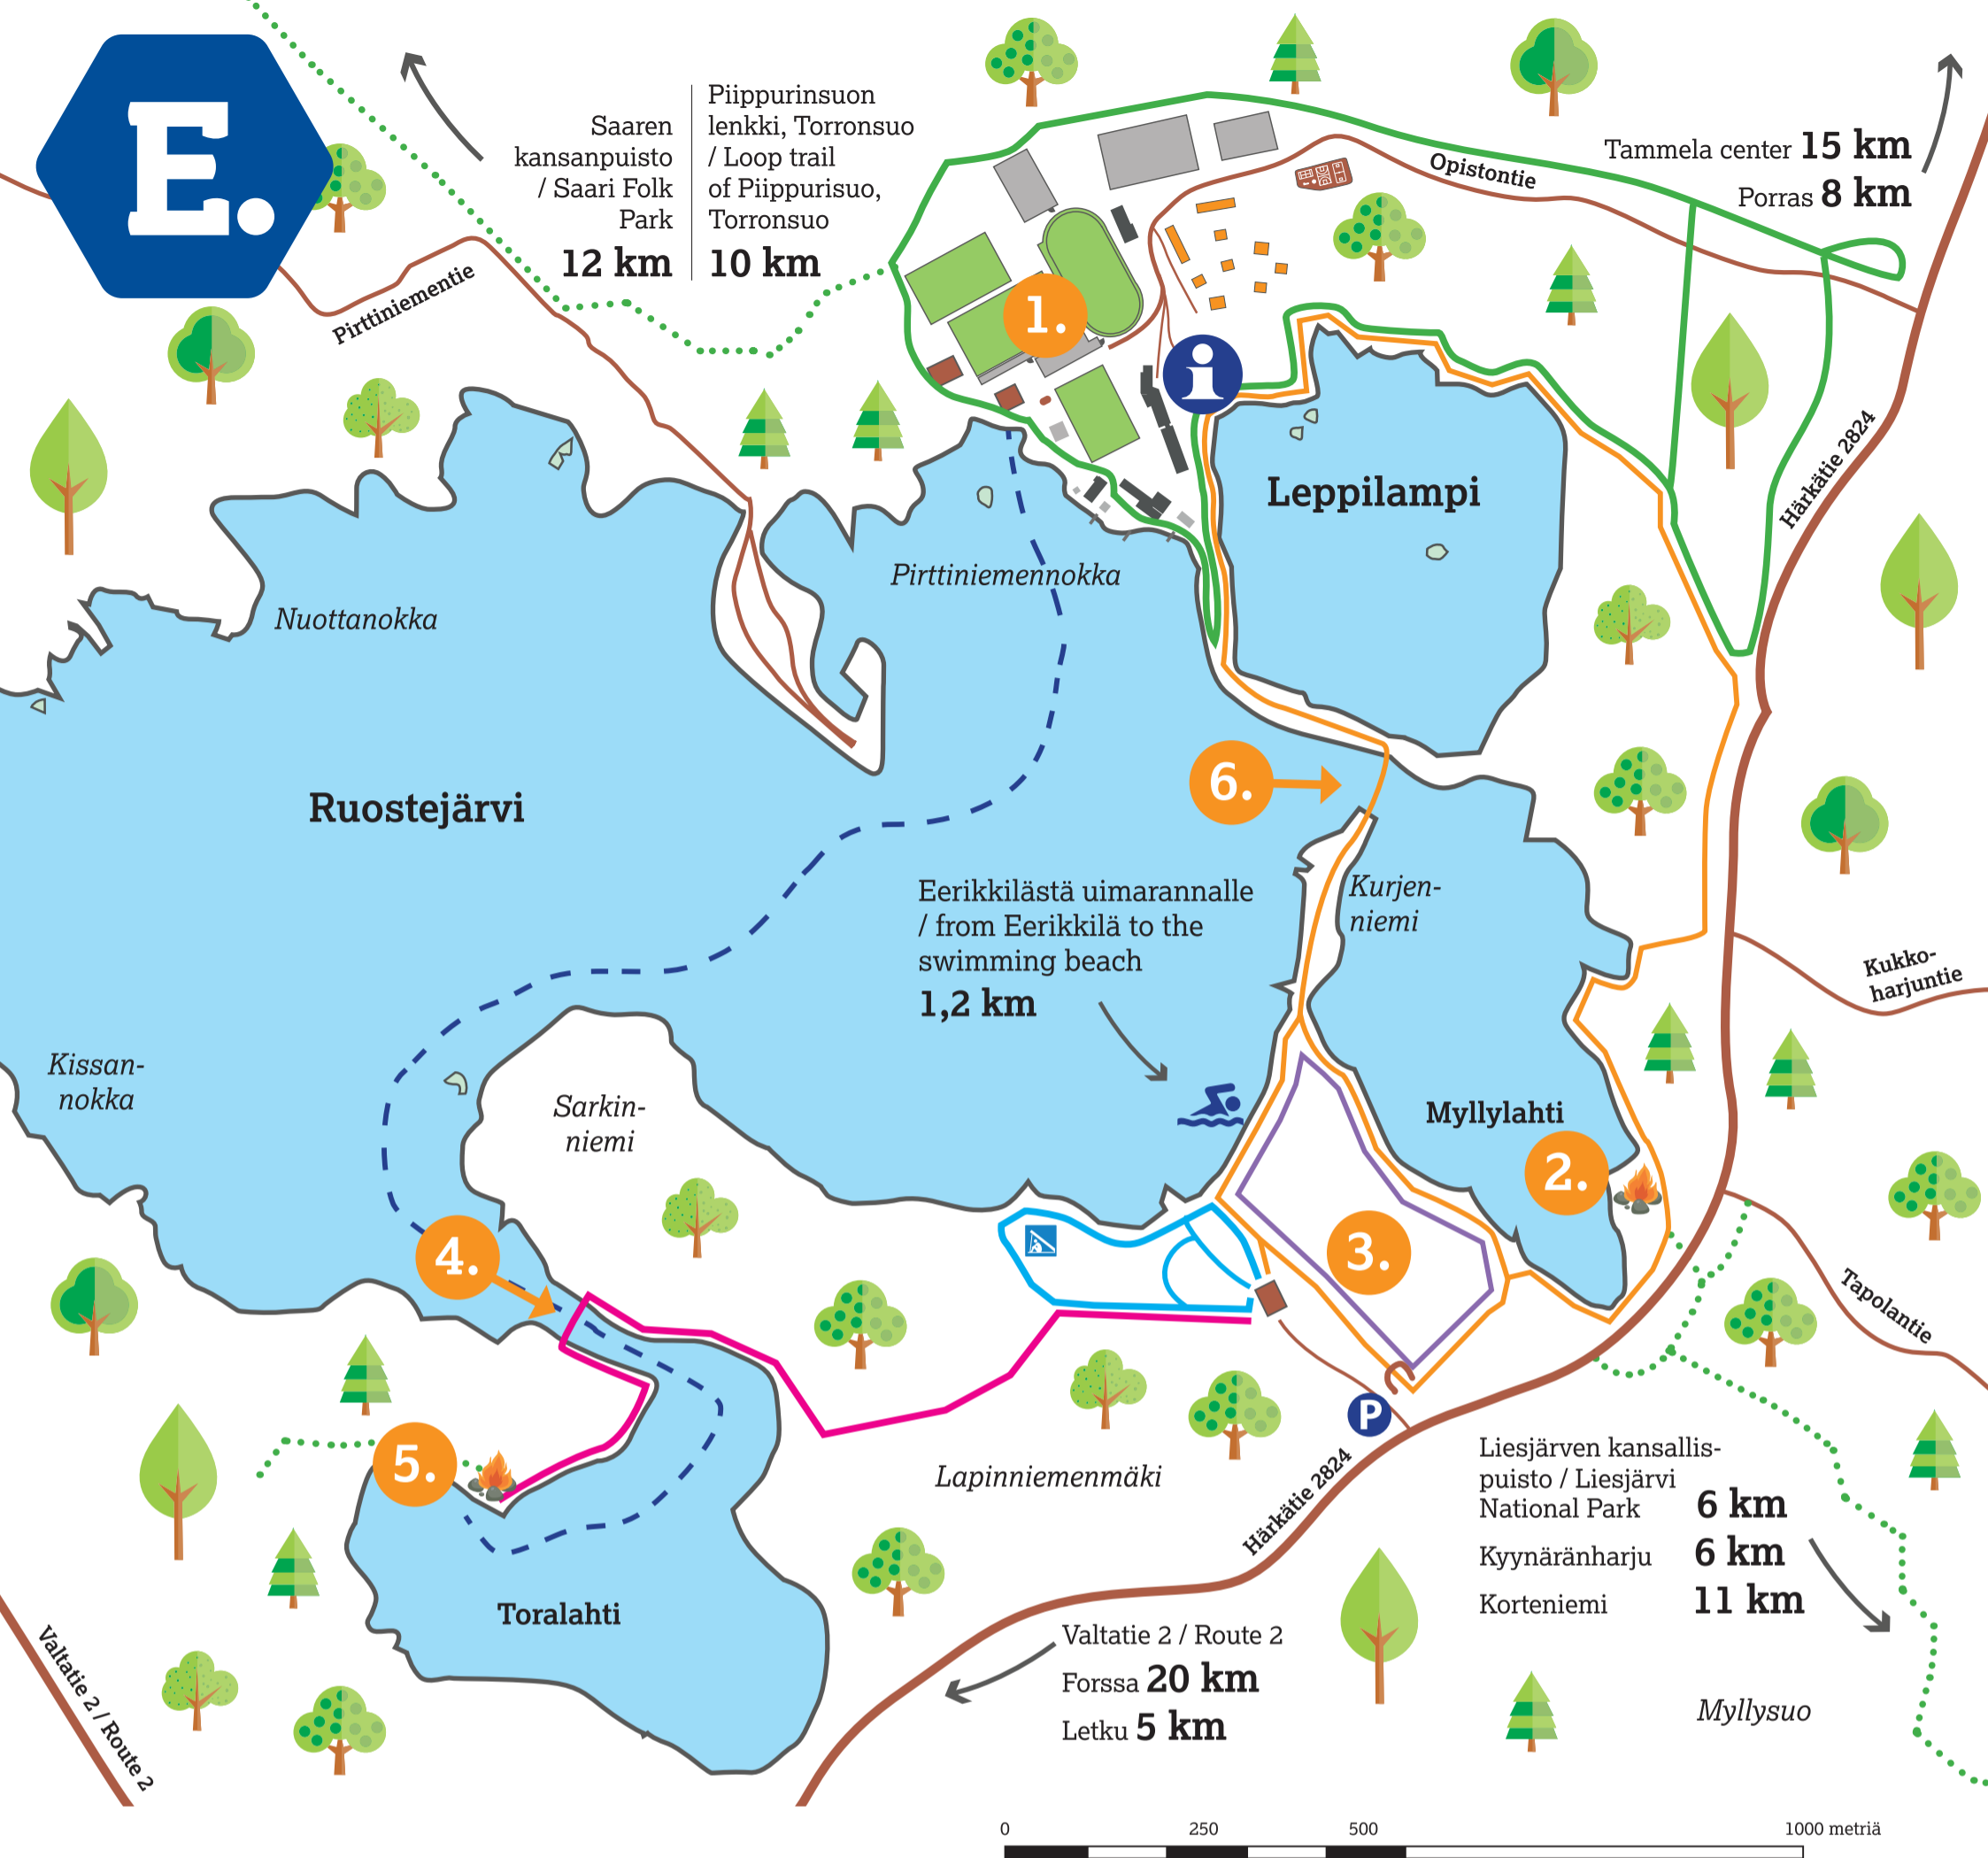 E.
Saaren
kansanpuisto
/ Saari Folk
Park
12 km
Piippurinsuon
lenkki, Torronsuo
/ Loop trail
of Piippurisuo,
Torronsuo
10 km
Tammela center 15 km
Porras 8 km
Opistontie
Pirttiniementie
1.
i
Härkätie 2824
Leppilampi
Pirttiniemennokka
Nuottanokka
6.
Ruostejärvi
Eerikkilästä uimarannalle
/ from Eerikkilä to the
swimming beach
1,2 km
Kurjen-
niemi
Kukko-
harjuntie
Kissan-
nokka
Sarkin-
niemi
Myllylahti
2.
3.
4.
Tapolantie
P
5.
Lapinniemenmäki
Härkätie 2824
Liesjärven kansallis-
puisto / Liesjärvi
National Park 6 km
Kyynäränharju 6 km
Korteniemi 11 km
Toralahti
Valtatie 2 / Route 2
Valtatie 2 / Route 2
Forssa 20 km
Letku 5 km
Myllysuo
0 250 500 1000 metriä